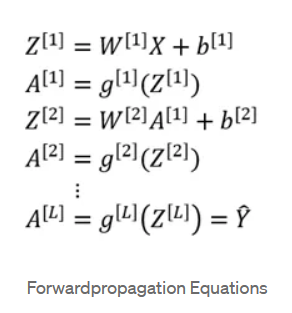 Z[1] = W[1]X + b[1]
A[1] = g[1](Z[1])
Z[2] = W[2]A[1] + b[2]
A[2] = g[2](Z[2])
⋮
A[L] = g[L](Z[L]) = Ŷ
Forwardpropagation Equations